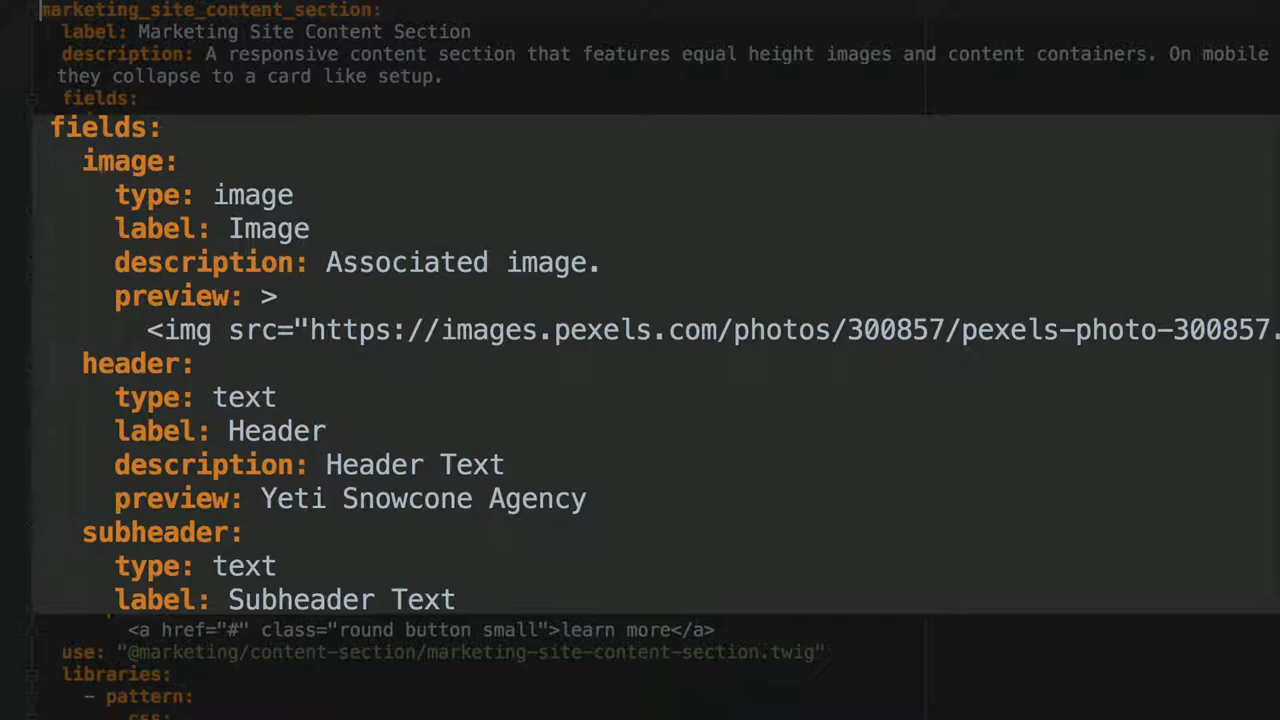 marketing_site_content_section:
label: Marketing Site Content Section
description: A responsive content section that features equal height images and content containers. On mobile
they collapse to a card like setup.
fields:
fields:
image:
type: image
label: Image
description: Associated image.
preview: >
<img src="https://images.pexels.com/photos/300857/pexels-photo-300857.
header:
type: text
label: Header
description: Header Text
preview: Yeti Snowcone Agency
subheader:
type: text
label: Subheader Text
<a href="#" class="round button small">learn more</a>
use: "@marketing/content-section/marketing-site-content-section.twig"
libraries:
- pattern:
css: